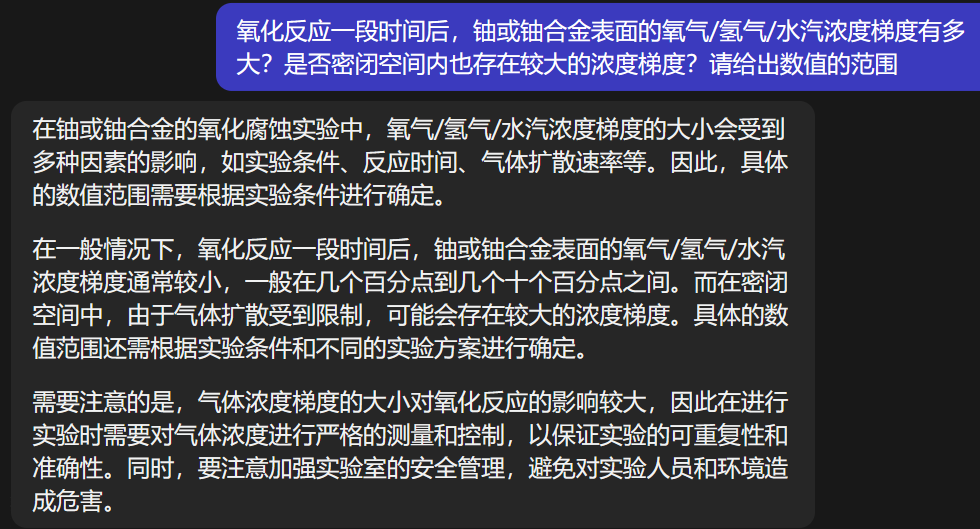 氧化反应一段时间后，铀或铀合金表面的氧气/氢气/水汽浓度梯度有多
大？是否密闭空间内也存在较大的浓度梯度？请给出数值的范围
在铀或铀合金的氧化腐蚀实验中，氧气/氢气/水汽浓度梯度的大小会受到
多种因素的影响，如实验条件、反应时间、气体扩散速率等。因此，具体
的数值范围需要根据实验条件进行确定。
在一般情况下，氧化反应一段时间后，铀或铀合金表面的氧气/氢气/水汽
浓度梯度通常较小，一般在几个百分点到几个十个百分点之间。而在密闭
空间中，由于气体扩散受到限制，可能会存在较大的浓度梯度。具体的数
值范围还需根据实验条件和不同的实验方案进行确定。
需要注意的是，气体浓度梯度的大小对氧化反应的影响较大，因此在进行
实验时需要对气体浓度进行严格的测量和控制，以保证实验的可重复性和
准确性。同时，要注意加强实验室的安全管理，避免对实验人员和环境造
成危害。